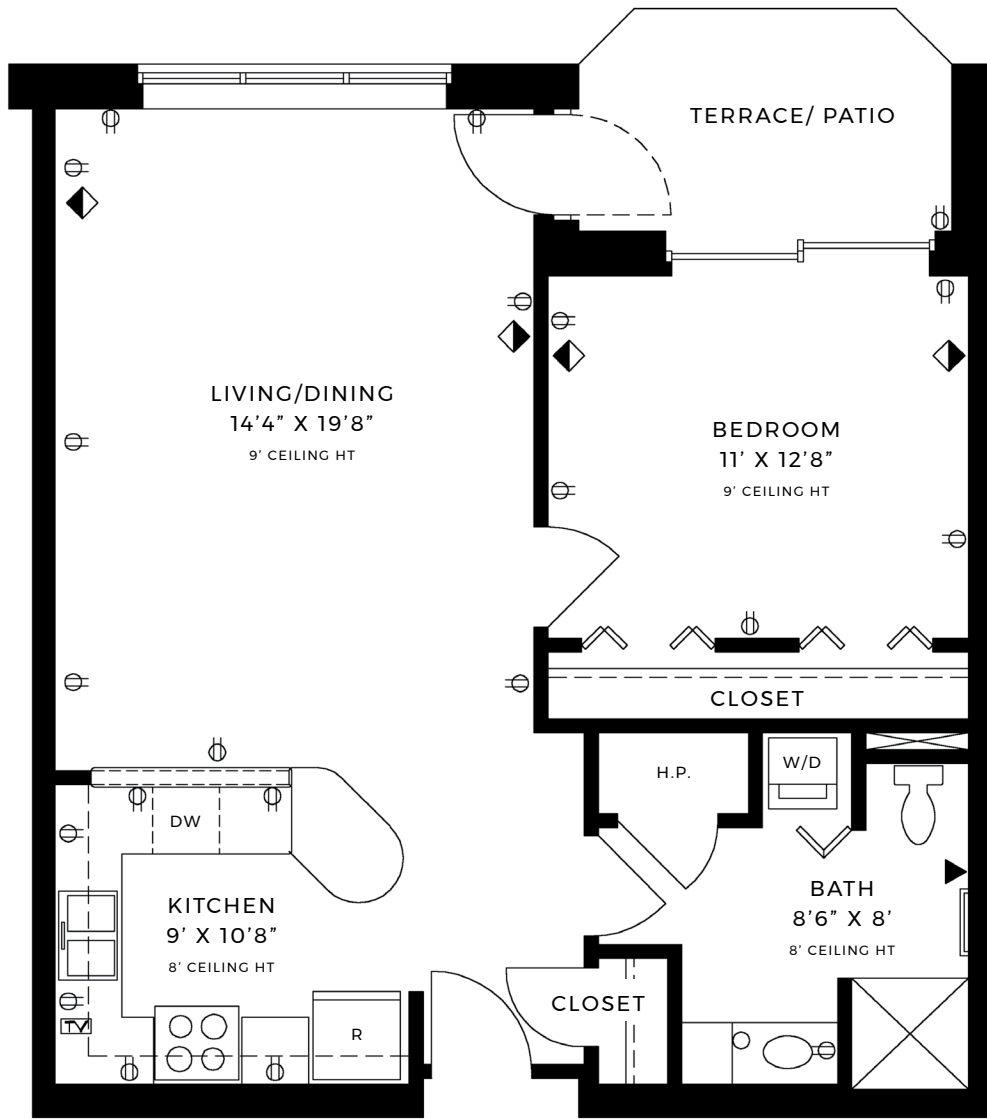 TERRACE/ PATIO
LIVING/DINING
14’4” X 19’8”
9’ CEILING HT
BEDROOM
11’ X 12’8”
9’ CEILING HT
CLOSET
H.P.
W/D
DW
BATH
8’6” X 8’
8’ CEILING HT
KITCHEN
9’ X 10’8”
8’ CEILING HT
CLOSET
TV
R